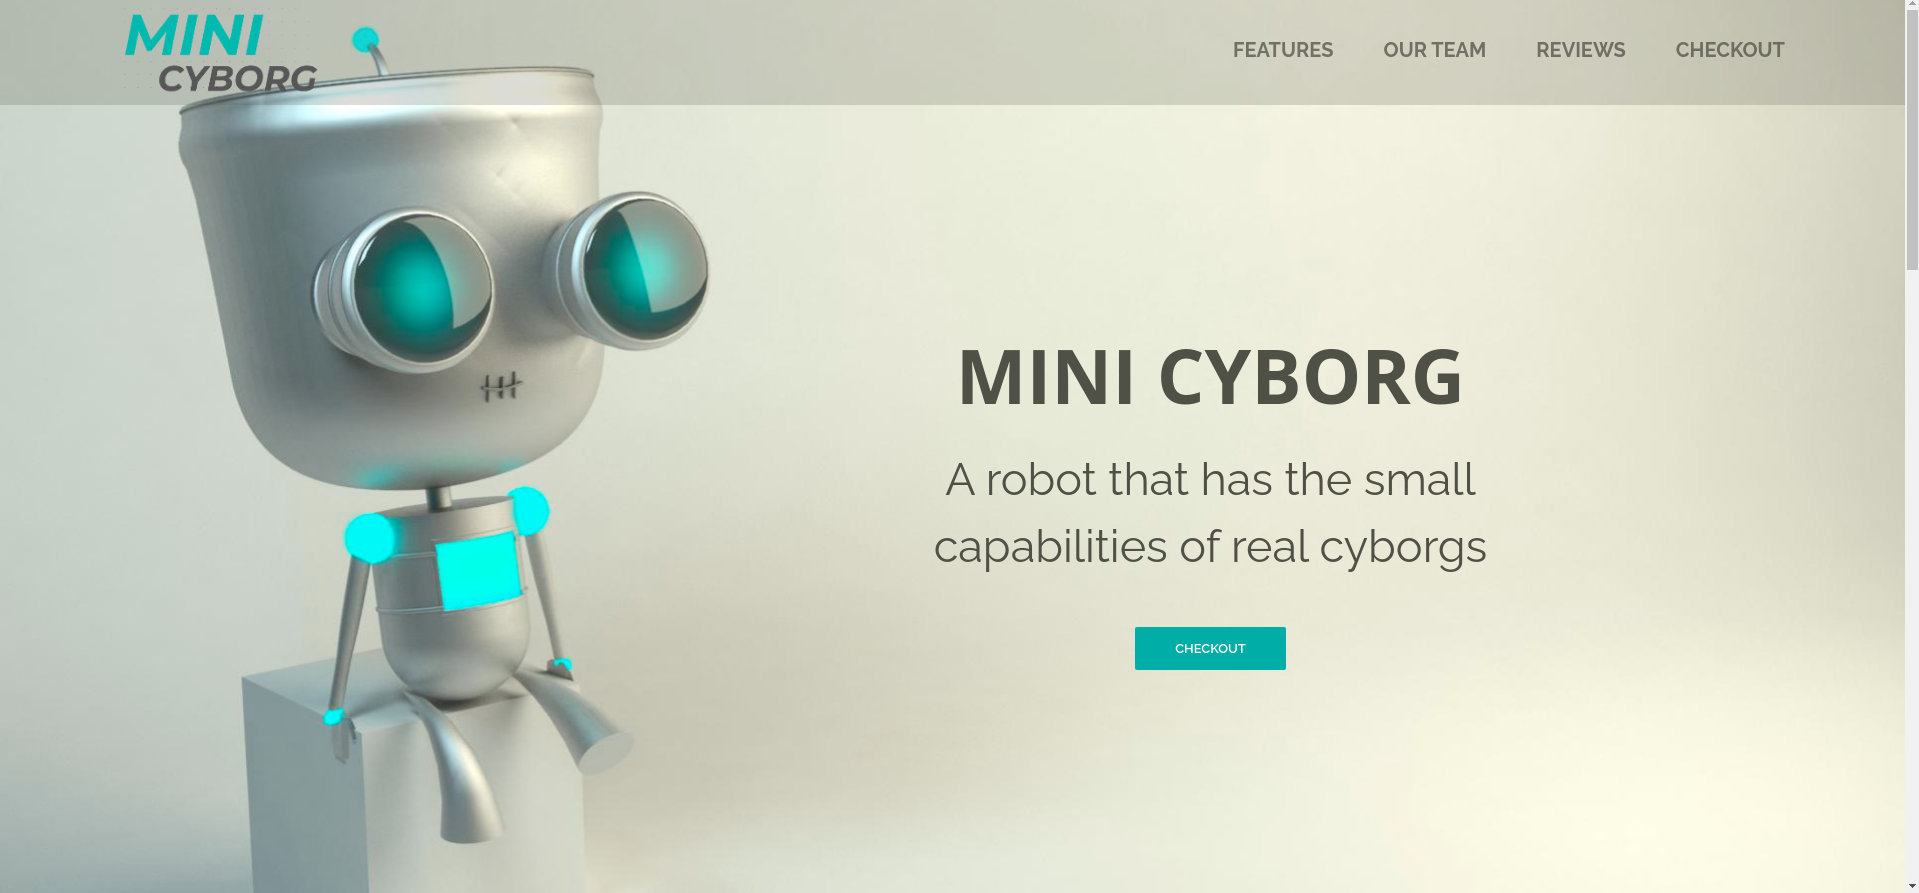 MINI
CYBORG
FEATURES OUR TEAM REVIEWS CHECKOUT
MINI CYBORG
A robot that has the small
capabilities of real cyborgs
CHECKOUT